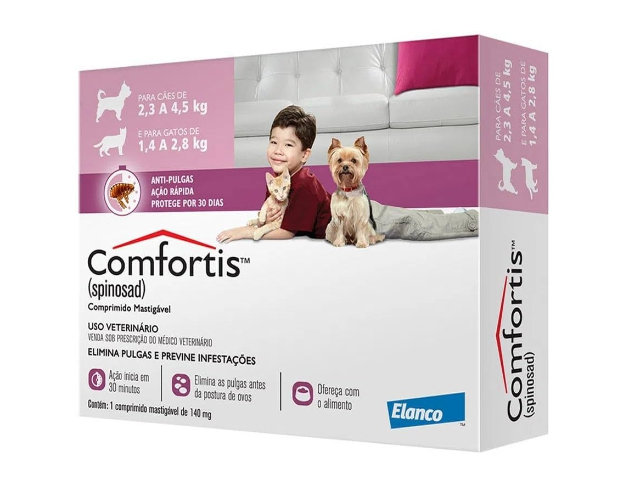 PARA CÃES DE
2,3 A 4,5 kg
E PARA GATOS DE
1,4 A 2,8 kg
ANTI-PULGAS
AÇÃO RÁPIDA
PROTEGE POR 30 DIAS
Comfortis™
(spinosad)
Comprimido Mastigável
USO VETERINÁRIO
VENDA SOB PRESCRIÇÃO DO MÉDICO VETERINÁRIO
ELIMINA PULGAS E PREVINE INFESTAÇÕES
Ação inicia em
30 minutos
Elimina as pulgas antes
da postura de ovos
Ofereça com
o alimento
Contém: 1 comprimido mastigável de 140 mg
Elanco™
PARA CÃES DE
2,3 A 4,5 kg
E PARA GATOS DE
1,4 A 2,8 kg
Comfortis™
(spinosad)